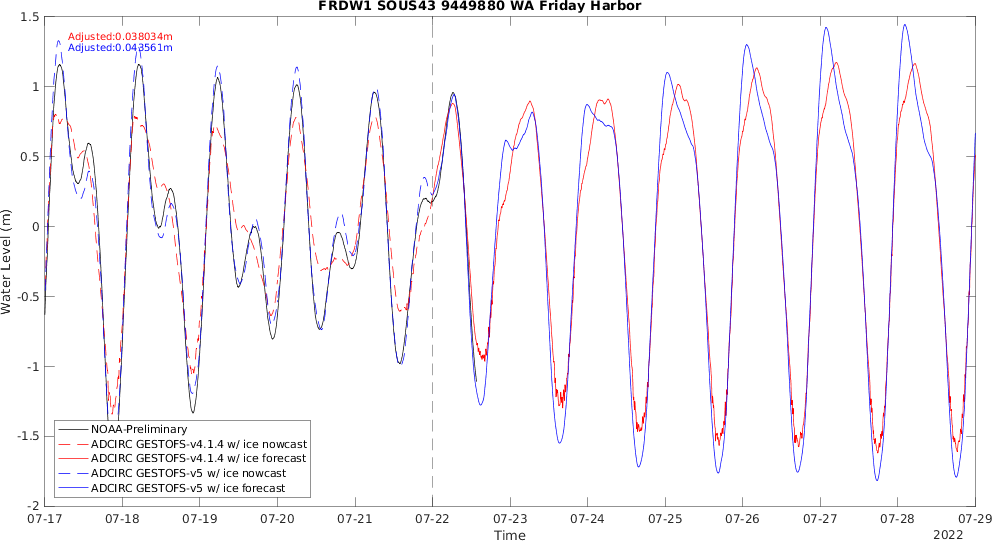 FRDW1 SOUS43 9449880 WA Friday Harbor
Adjusted:0.038034m
Adjusted:0.043561m
1.5
1
0.5
0
-0.5
-1
-1.5
-2
Water Level (m)
NOAA-Preliminary
ADCIRC GESTOFS-v4.1.4 w/ ice nowcast
ADCIRC GESTOFS-v4.1.4 w/ ice forecast
ADCIRC GESTOFS-v5 w/ ice nowcast
ADCIRC GESTOFS-v5 w/ ice forecast
07-17 07-18 07-19 07-20 07-21 07-22 07-23 07-24 07-25 07-26 07-27 07-28 07-29
Time
2022